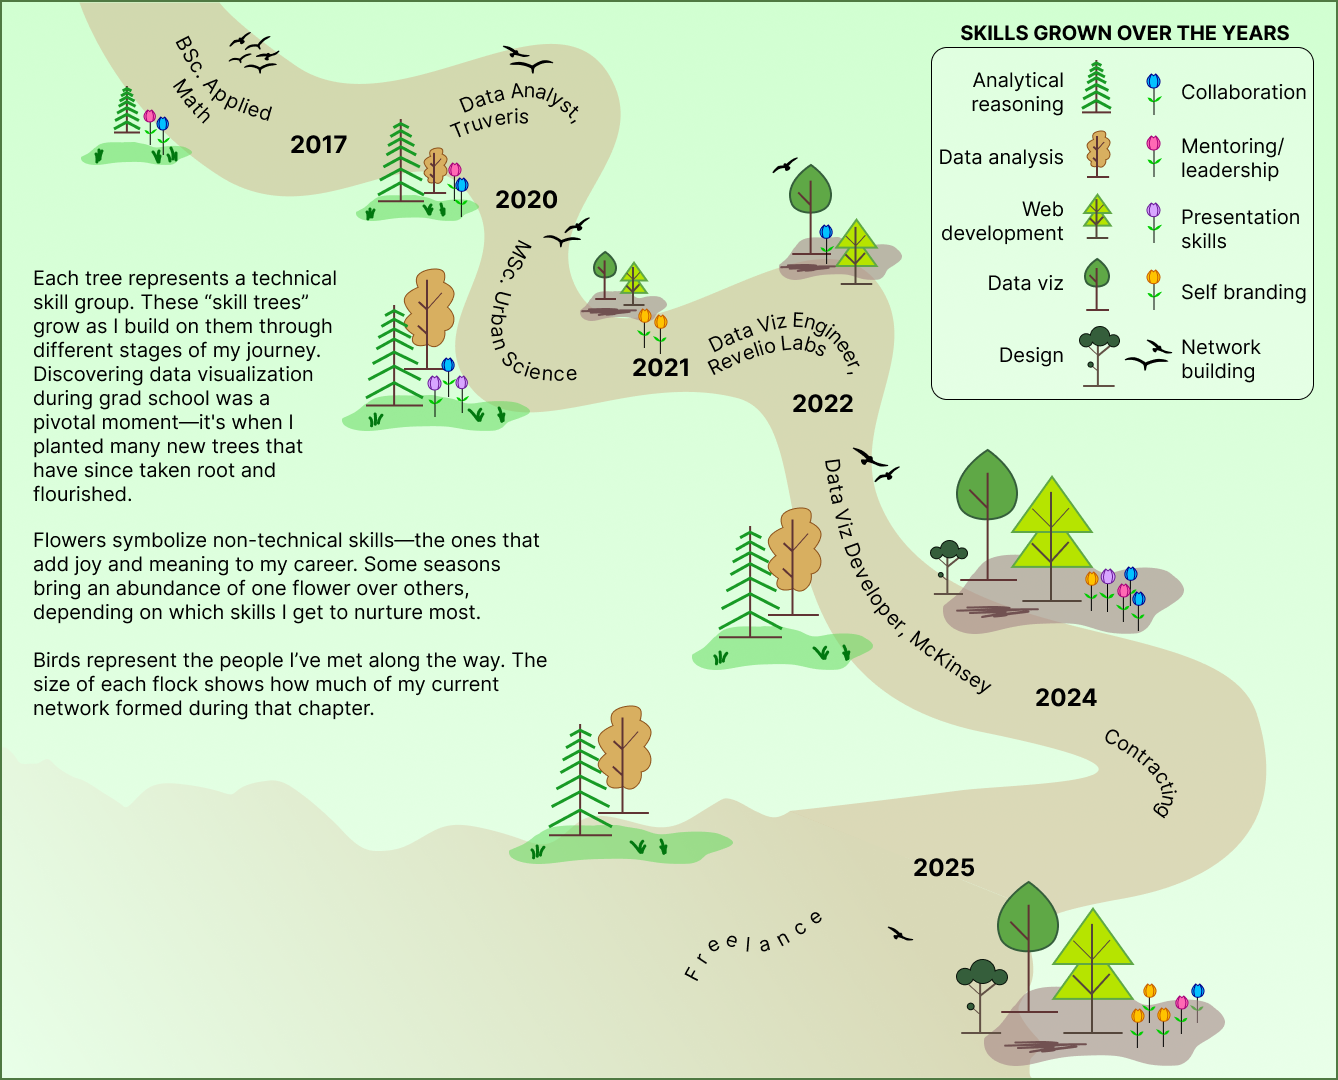 SKILLS GROWN OVER THE YEARS
Analytical
reasoning
Collaboration
Data analysis
Mentoring/
leadership
Web
development
Presentation
skills
Data viz
Self branding
Design
Network
building
BSc. Applied
Math
2017
Data Analyst,
Truveris
2020
MSc. Urban Science
2021
Data Viz Engineer,
Revelio Labs
2022
Data Viz Developer, McKinsey
2024
Contracting
2025
Freelance
Each tree represents a technical
skill group. These “skill trees”
grow as I build on them through
different stages of my journey.
Discovering data visualization
during grad school was a
pivotal moment—it's when I
planted many new trees that
have since taken root and
flourished.
Flowers symbolize non-technical skills—the ones that
add joy and meaning to my career. Some seasons
bring an abundance of one flower over others,
depending on which skills I get to nurture most.
Birds represent the people I’ve met along the way. The
size of each flock shows how much of my current
network formed during that chapter.